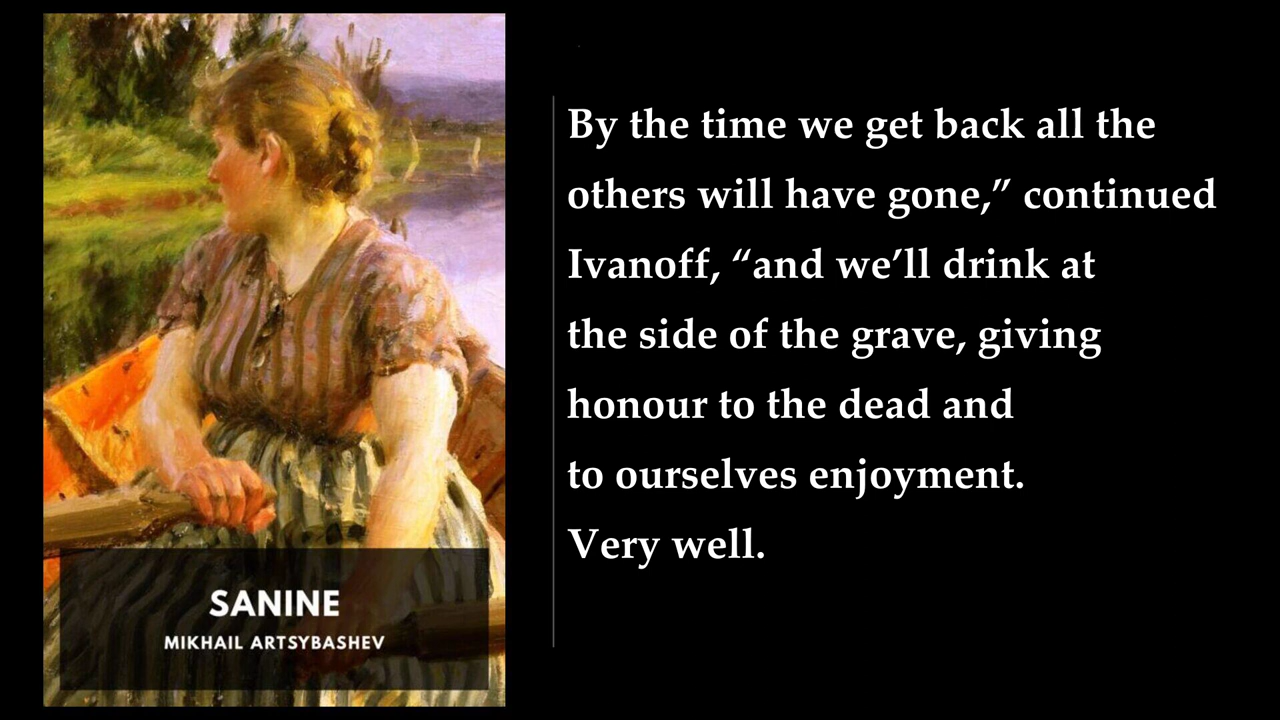 SANINE
MIKHAIL ARTSYBASHEV
By the time we get back all the
others will have gone,” continued
Ivanoff, “and we’ll drink at
the side of the grave, giving
honour to the dead and
to ourselves enjoyment.
Very well.